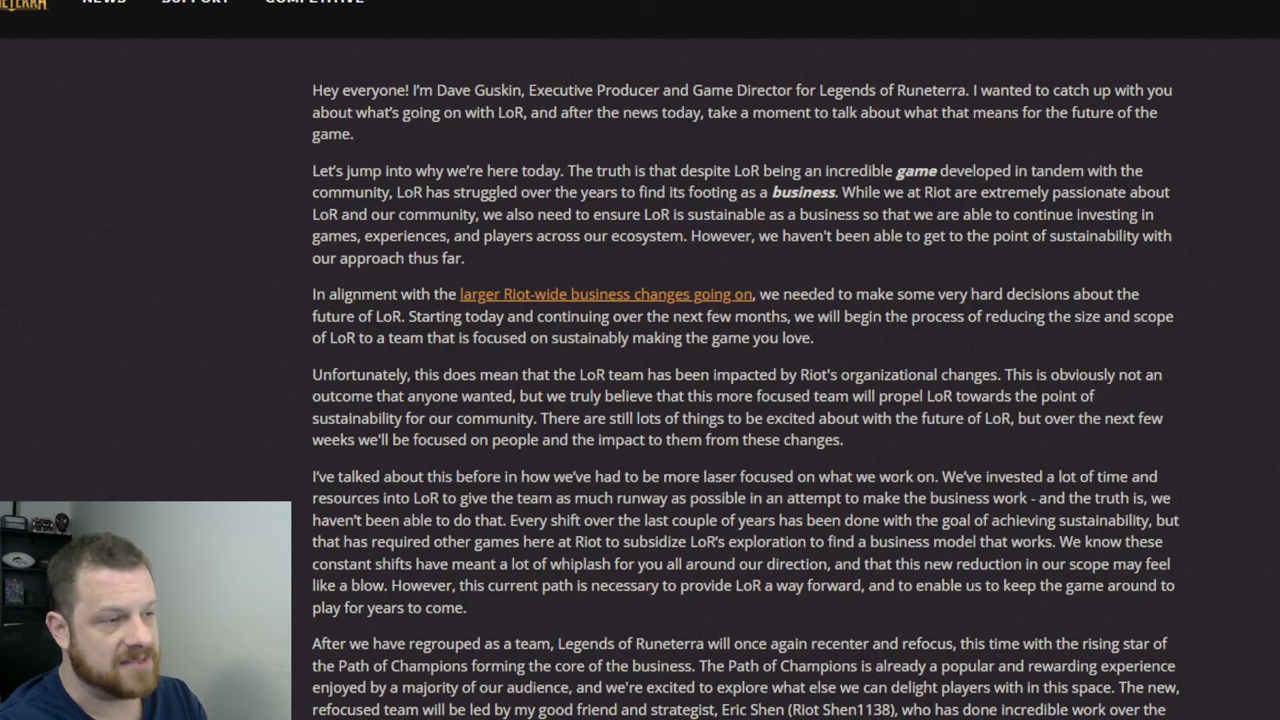 NEWS SUPPORT COMPETITIVE
Hey everyone! I'm Dave Guskin, Executive Producer and Game Director for Legends of Runeterra. I wanted to catch up with you
about what's going on with LoR, and after the news today, take a moment to talk about what that means for the future of the
game.
Let's jump into why we're here today. The truth is that despite LoR being an incredible game developed in tandem with the
community, LoR has struggled over the years to find its footing as a business. While we at Riot are extremely passionate about
LoR and our community, we also need to ensure LoR is sustainable as a business so that we are able to continue investing in
games, experiences, and players across our ecosystem. However, we haven't been able to get to the point of sustainability with
our approach thus far.
In alignment with the larger Riot-wide business changes going on, we needed to make some very hard decisions about the
future of LoR. Starting today and continuing over the next few months, we will begin the process of reducing the size and scope
of LoR to a team that is focused on sustainably making the game you love.
Unfortunately, this does mean that the LoR team has been impacted by Riot's organizational changes. This is obviously not an
outcome that anyone wanted, but we truly believe that this more focused team will propel LoR towards the point of
sustainability for our community. There are still lots of things to be excited about with the future of LoR, but over the next few
weeks we'll be focused on people and the impact to them from these changes.
I've talked about this before in how we've had to be more laser focused on what we work on. We've invested a lot of time and
resources into LoR to give the team as much runway as possible in an attempt to make the business work - and the truth is, we
haven't been able to do that. Every shift over the last couple of years has been done with the goal of achieving sustainability, but
that has required other games here at Riot to subsidize LoR's exploration to find a business model that works. We know these
constant shifts have meant a lot of whiplash for you all around our direction, and that this new reduction in our scope may feel
like a blow. However, this current path is necessary to provide LoR a way forward, and to enable us to keep the game around to
play for years to come.
After we have regrouped as a team, Legends of Runeterra will once again recenter and refocus, this time with the rising star of
the Path of Champions forming the core of the business. The Path of Champions is already a popular and rewarding experience
enjoyed by a majority of our audience, and we're excited to explore what else we can delight players with in this space. The new,
refocused team will be led by my good friend and strategist, Eric Shen (Riot Shen1138), who has done incredible work over the